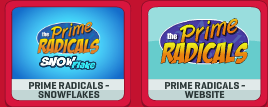 the Prime
RADICALS
SNOW flake
PRIME RADICALS -
SNOWFLAKES
the Prime
RADICALS
PRIME RADICALS -
WEBSITE